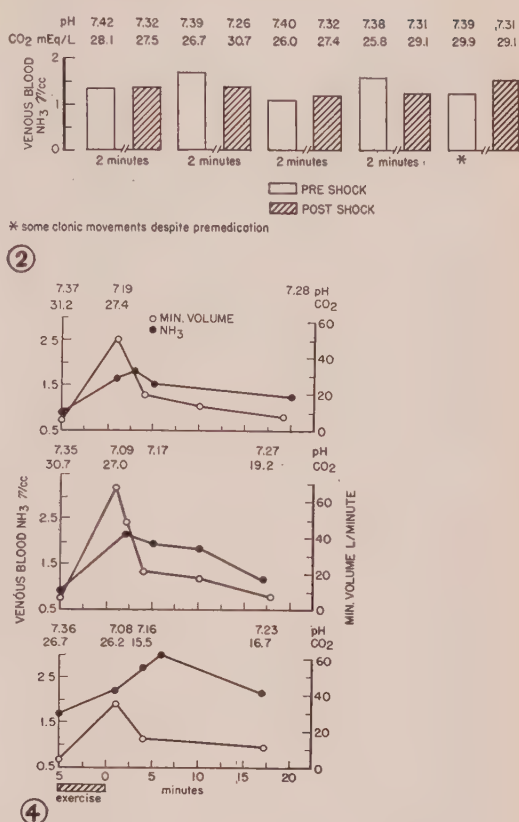 pH 7.42 7.32 7.39 7.26 7.40 7.32 7.38 7.31 7.39 7.31
CO2 mEq/L 28.1 27.5 26.7 30.7 26.0 27.4 25.8 29.1 29.9 29.1
VENOUS BLOOD
NH3 γ/cc
2
1
0
2 minutes 2 minutes 2 minutes 2 minutes *
PRE SHOCK
POST SHOCK
* some clonic movements despite premedication
2
7.37 7.19 7.28 pH
31.2 27.4 CO2
MIN. VOLUME
NH3
2.5
1.5
0.5
60
40
20
0
7.35 7.09 7.17 7.27 pH
30.7 27.0 19.2 CO2
VENOUS BLOOD NH3 γ/cc
2.5
1.5
0.5
60
40
20
0
MIN. VOLUME L/MINUTE
7.36 7.08 7.16 7.23 pH
26.7 26.2 15.5 16.7 CO2
2.5
1.5
0.5
60
40
20
0
5 0 5 10 15 20
exercise minutes
4